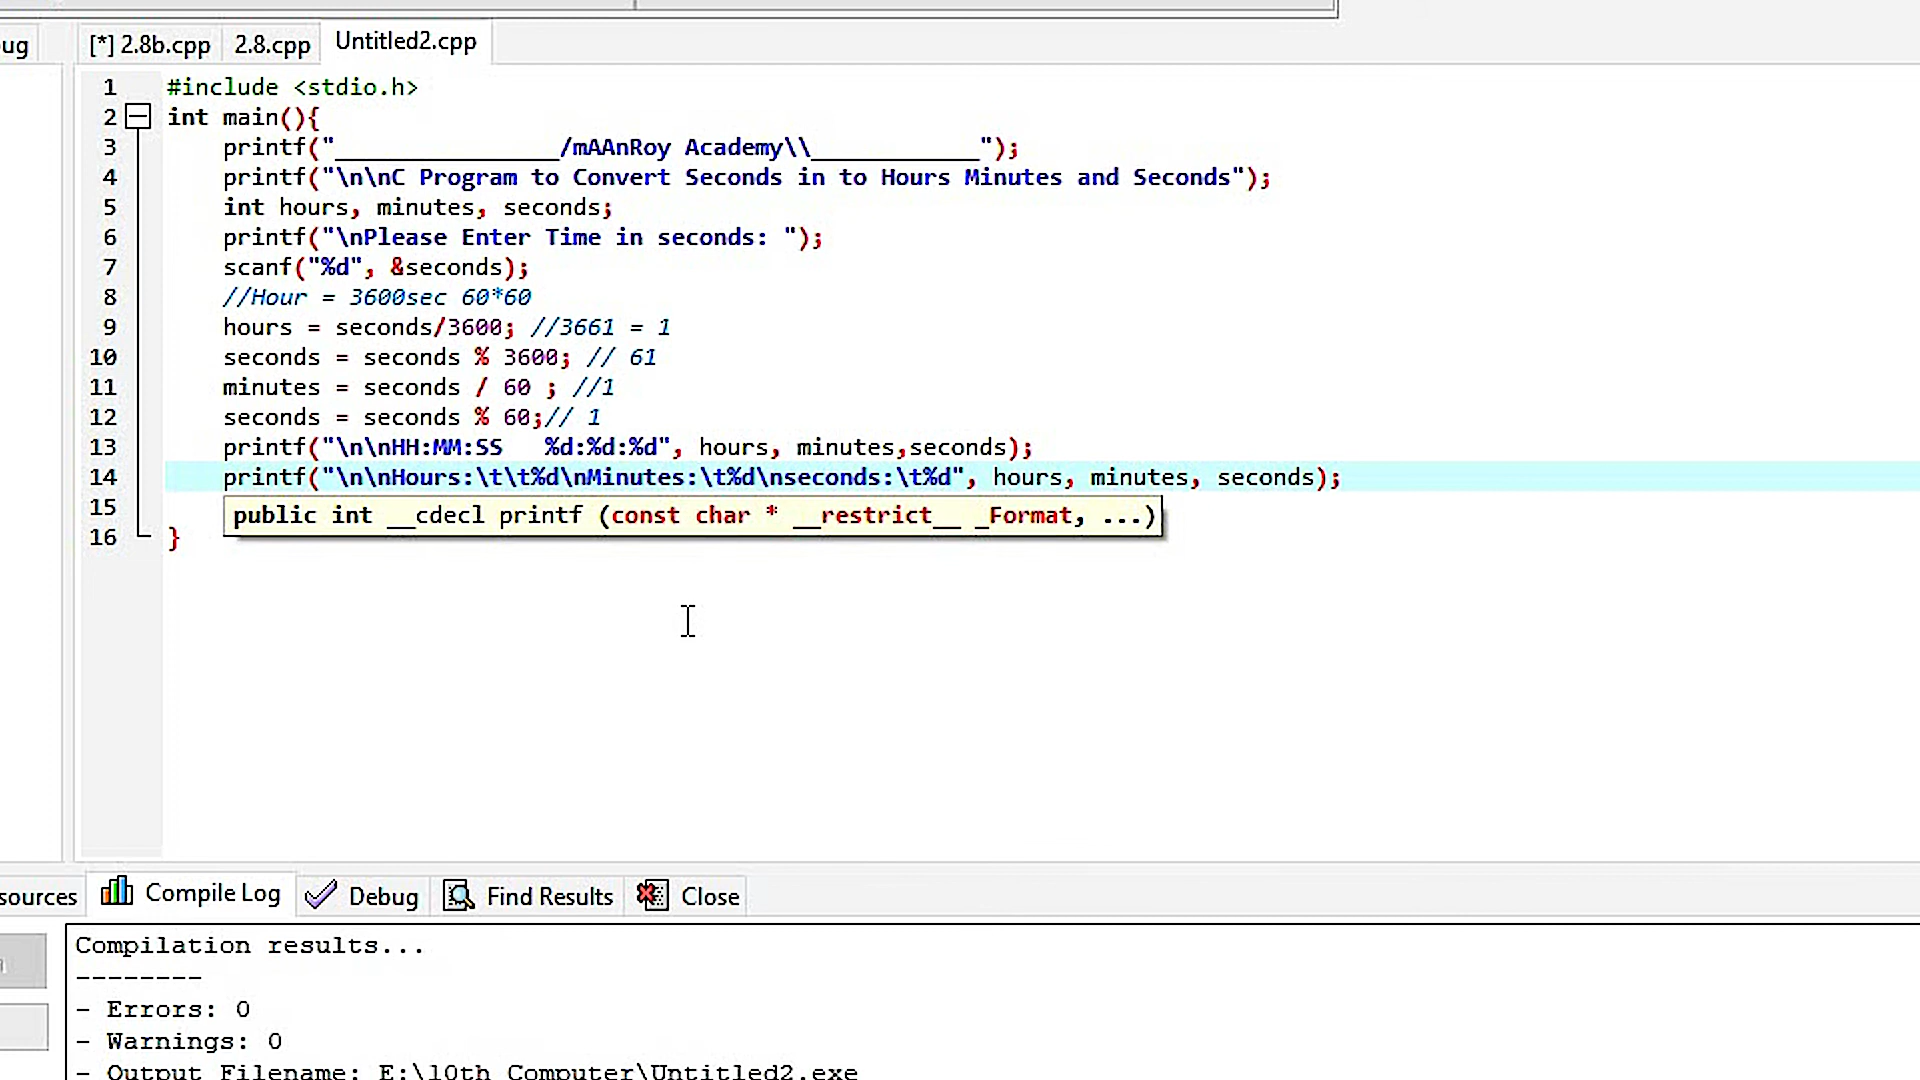 ug [*] 2.8b.cpp 2.8.cpp Untitled2.cpp
1 #include <stdio.h>
2 int main(){
3 printf("________________/mAAnRoy Academy\\____________");
4 printf("\n\nC Program to Convert Seconds in to Hours Minutes and Seconds");
5 int hours, minutes, seconds;
6 printf("\nPlease Enter Time in seconds: ");
7 scanf("%d", &seconds);
8 //Hour = 3600sec 60*60
9 hours = seconds/3600; //3661 = 1
10 seconds = seconds % 3600; // 61
11 minutes = seconds / 60 ; //1
12 seconds = seconds % 60;// 1
13 printf("\n\nHH:MM:SS   %d:%d:%d", hours, minutes,seconds);
14 printf("\n\nHours:\t\t%d\nMinutes:\t%d\nseconds:\t%d", hours, minutes, seconds);
15 public int __cdecl printf (const char * __restrict__ _Format, ...)
16 }
sources Compile Log Debug Find Results Close
Compilation results...
--------
- Errors: 0
- Warnings: 0
- Output Filename: E:\10th Computer\Untitled2.exe